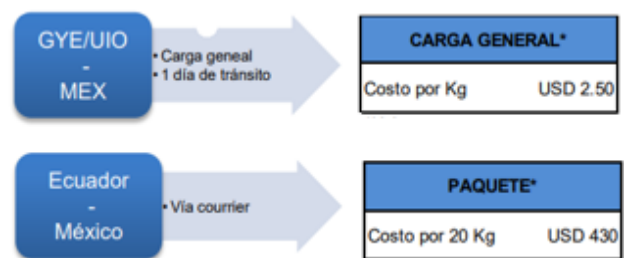 GYE/UIO
-
MEX
• Carga geneal
• 1 día de tránsito
CARGA GENERAL*
Costo por Kg USD 2.50
Ecuador
-
México
• Vía courrier
PAQUETE*
Costo por 20 Kg USD 430